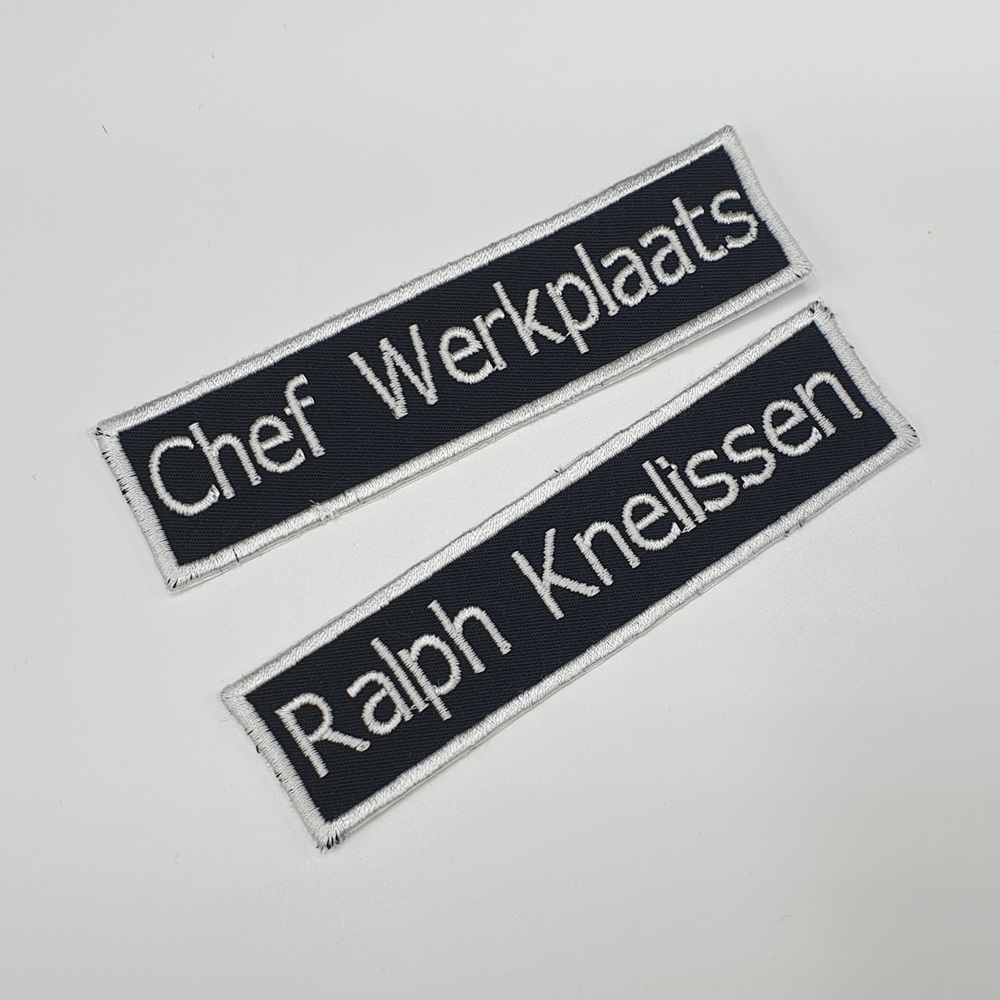 Chef Werkplaats
Ralph Knelissen